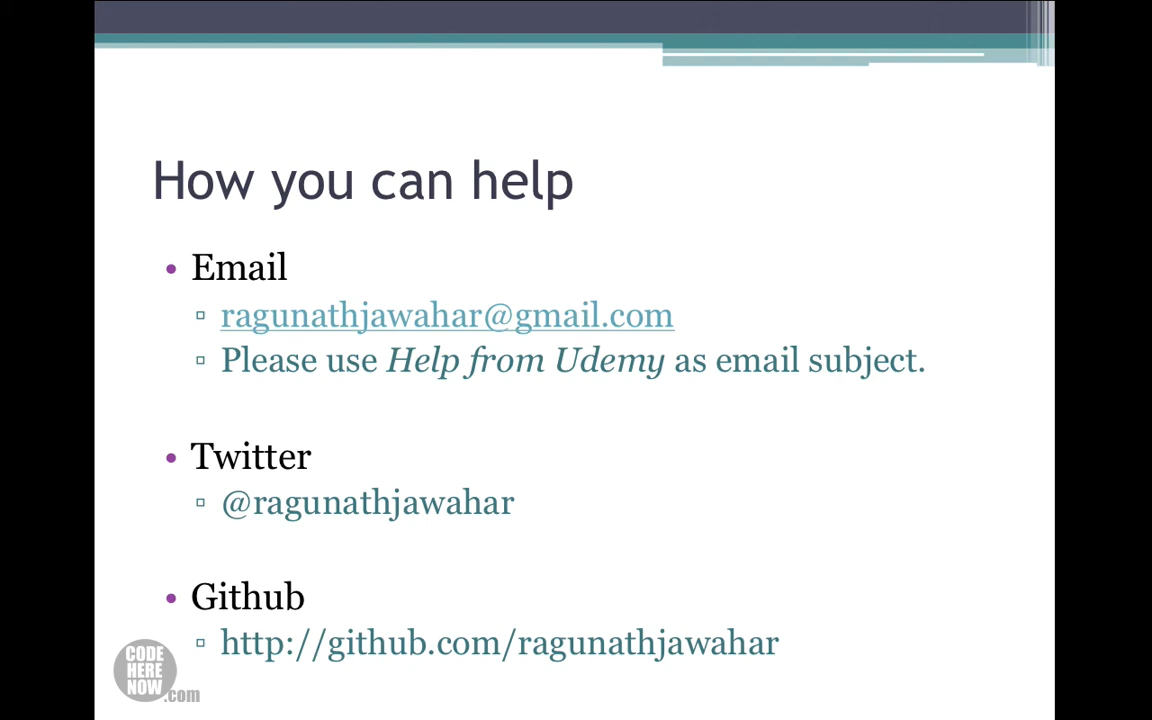 How you can help
Email
ragunathjawahar@gmail.com
Please use Help from Udemy as email subject.
Twitter
@ragunathjawahar
Github
http://github.com/ragunathjawahar
CODE
HERE
NOW
.com